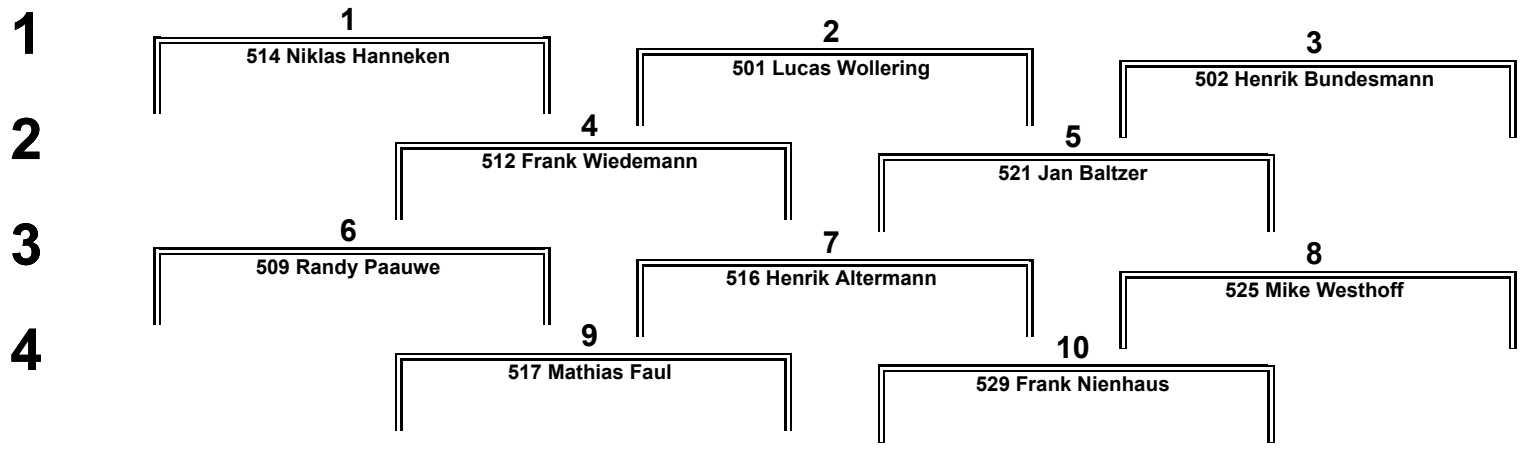 1
1
2
3
514 Niklas Hanneken
501 Lucas Wollering
502 Henrik Bundesmann
2
4
5
512 Frank Wiedemann
521 Jan Baltzer
3
6
7
8
509 Randy Paauwe
516 Henrik Altermann
525 Mike Westhoff
4
9
10
517 Mathias Faul
529 Frank Nienhaus